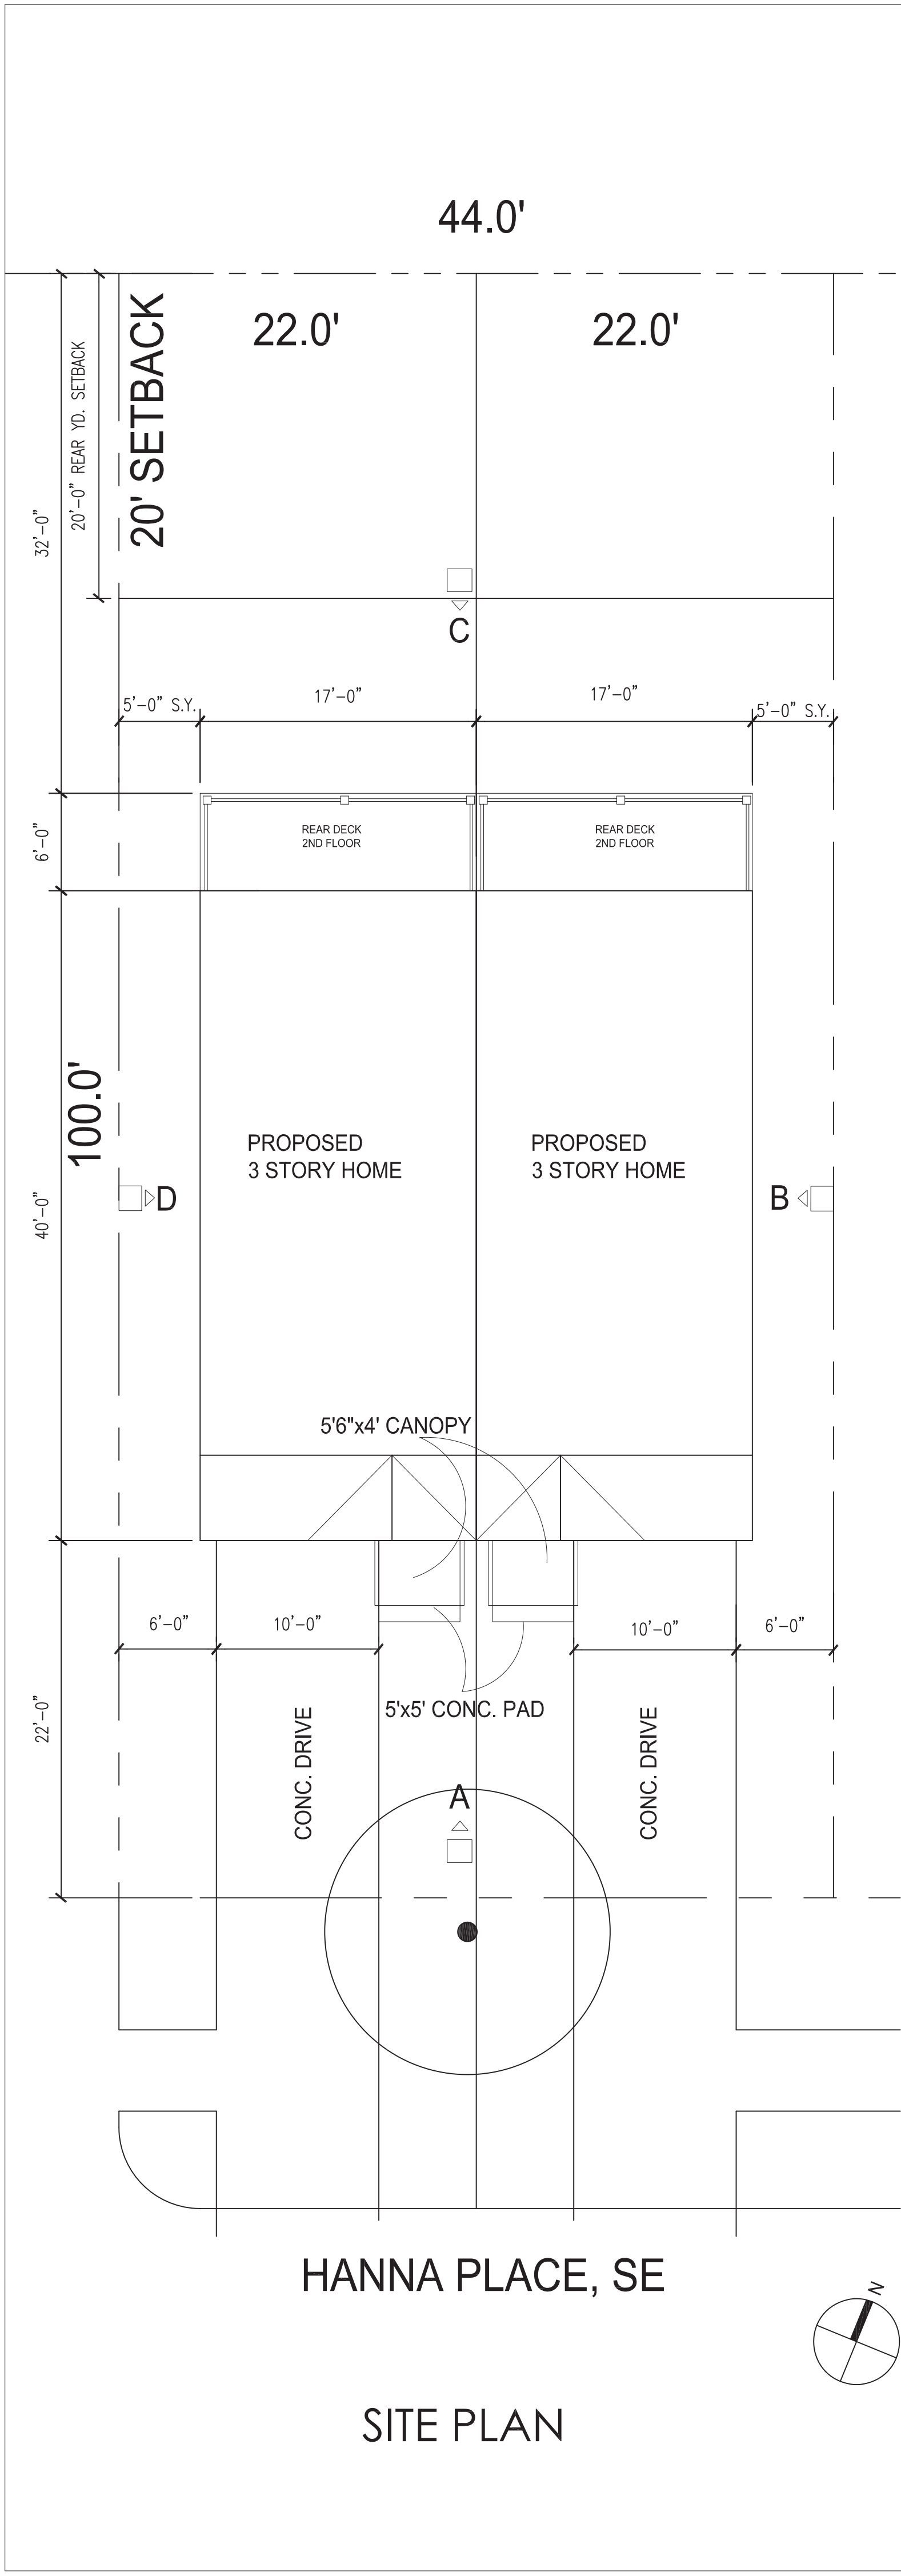 44.0'
22.0'
22.0'
20' SETBACK
20'-0" REAR YD. SETBACK
32'-0"
C
5'-0" S.Y.
17'-0"
17'-0"
5'-0" S.Y.
6'-0"
REAR DECK
2ND FLOOR
REAR DECK
2ND FLOOR
100.0'
PROPOSED
3 STORY HOME
PROPOSED
3 STORY HOME
D
B
40'-0"
5'6"x4' CANOPY
6'-0"
10'-0"
10'-0"
6'-0"
22'-0"
5'x5' CONC. PAD
CONC. DRIVE
CONC. DRIVE
A
HANNA PLACE, SE
N
SITE PLAN